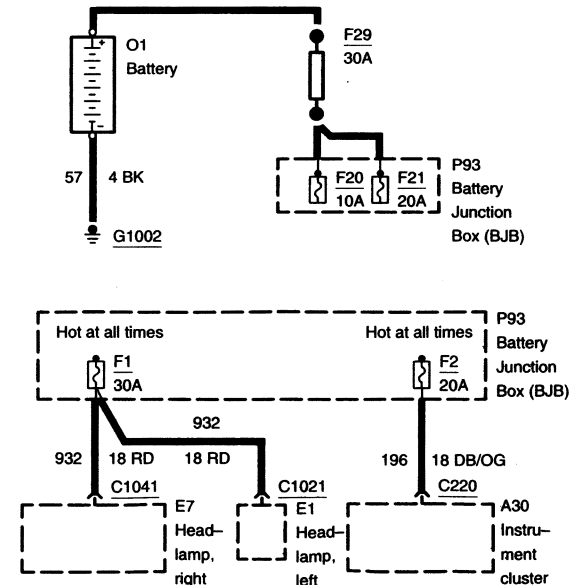 F29
30A
O1
Battery
+
-
57
4 BK
G1002
F20
10A
F21
20A
P93
Battery
Junction
Box (BJB)
Hot at all times
Hot at all times
F1
30A
F2
20A
P93
Battery
Junction
Box (BJB)
932
932
18 RD
18 RD
196
18 DB/OG
C1041
C1021
C220
E7
Head–
lamp,
right
E1
Head–
lamp,
left
A30
Instru–
ment
cluster